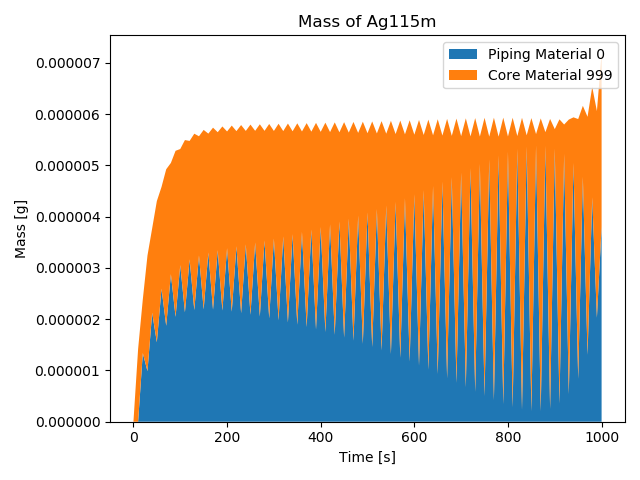 Mass of Ag115m
Piping Material 0
Core Material 999
Mass [g]
0.000007
0.000006
0.000005
0.000004
0.000003
0.000002
0.000001
0.000000
0 200 400 600 800 1000
Time [s]